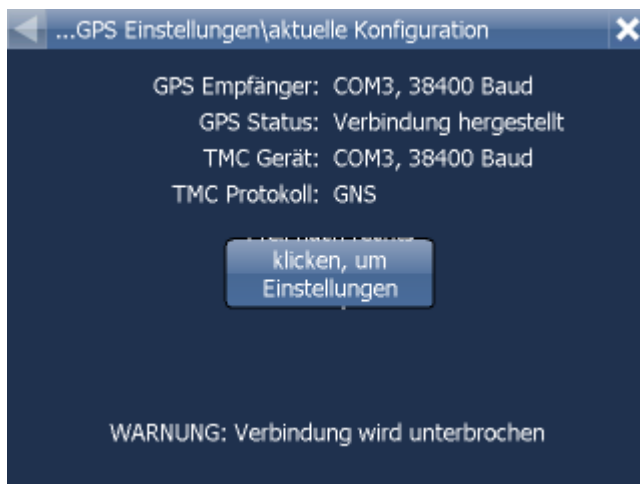 ...GPS Einstellungen\aktuelle Konfiguration
GPS Empfänger: COM3, 38400 Baud
GPS Status: Verbindung hergestellt
TMC Gerät: COM3, 38400 Baud
TMC Protokoll: GNS
klicken, um
Einstellungen
WARNUNG: Verbindung wird unterbrochen